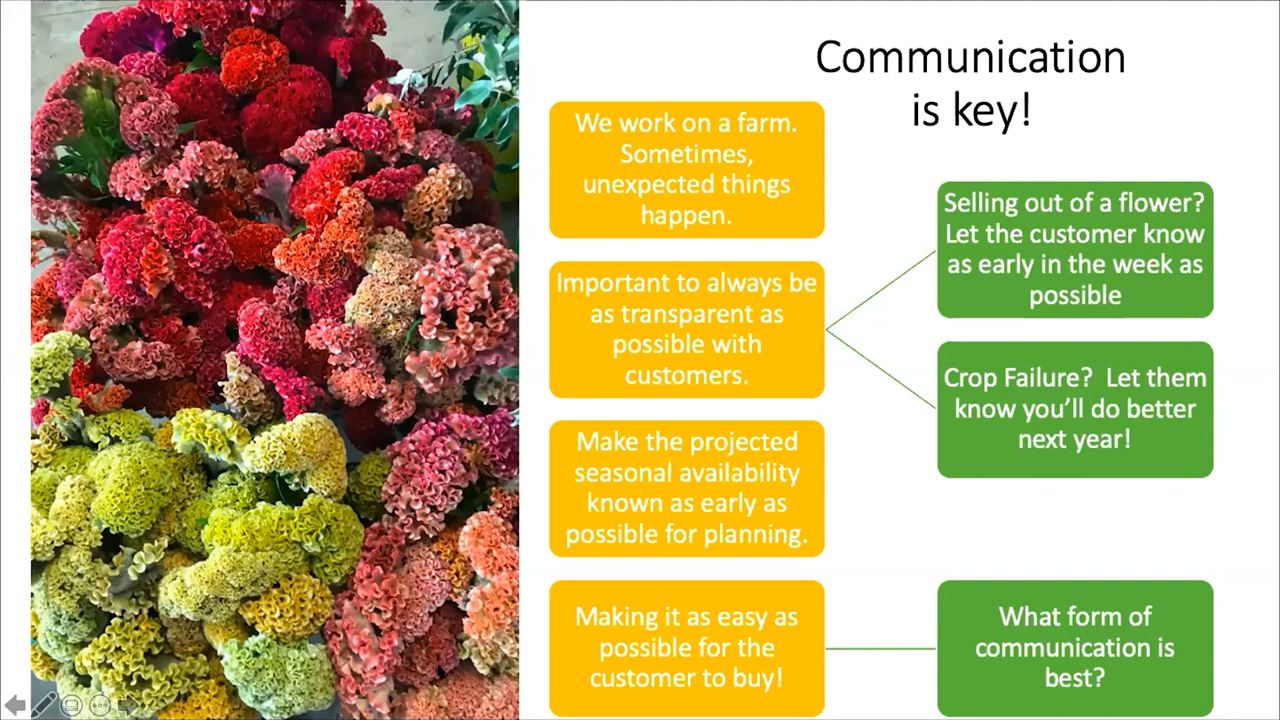 Communication
is key!
We work on a farm.
Sometimes,
unexpected things
happen.
Important to always be
as transparent as
possible with
customers.
Selling out of a flower?
Let the customer know
as early in the week as
possible
Crop Failure?  Let them
know you’ll do better
next year!
Make the projected
seasonal availability
known as early as
possible for planning.
Making it as easy as
possible for the
customer to buy!
What form of
communication is
best?